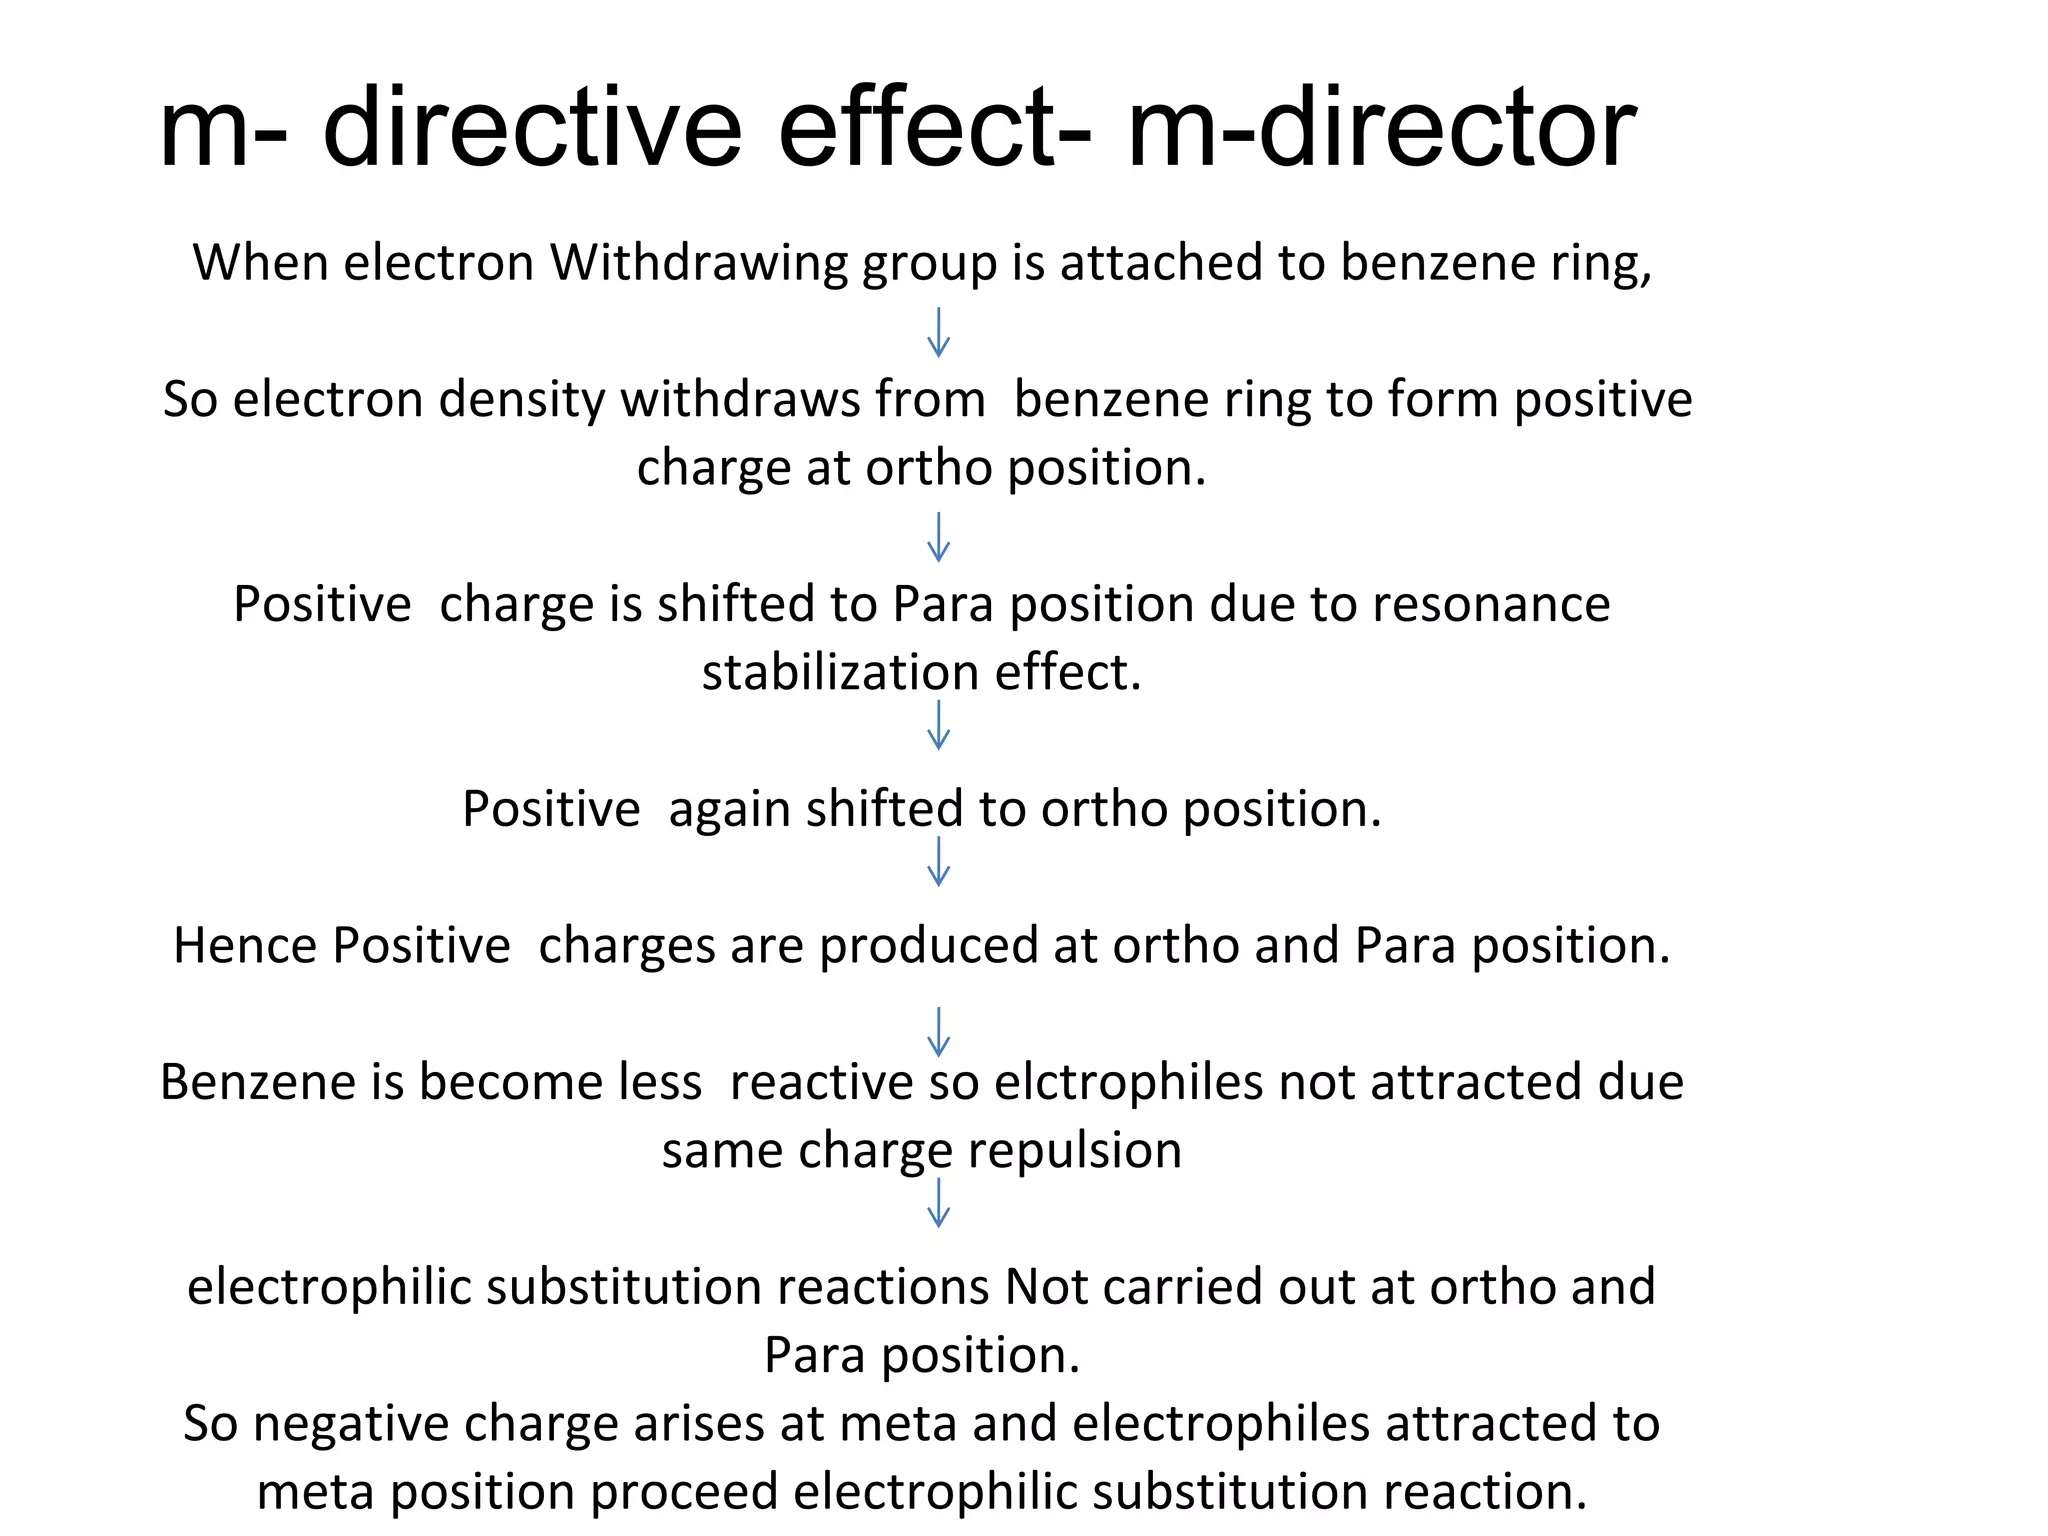 m- directive effect- m-director
When electron Withdrawing group is attached to benzene ring,
So electron density withdraws from  benzene ring to form positive
charge at ortho position.
Positive  charge is shifted to Para position due to resonance
stabilization effect.
Positive  again shifted to ortho position.
Hence Positive  charges are produced at ortho and Para position.
Benzene is become less  reactive so elctrophiles not attracted due
same charge repulsion
electrophilic substitution reactions Not carried out at ortho and
Para position.
So negative charge arises at meta and electrophiles attracted to
meta position proceed electrophilic substitution reaction.